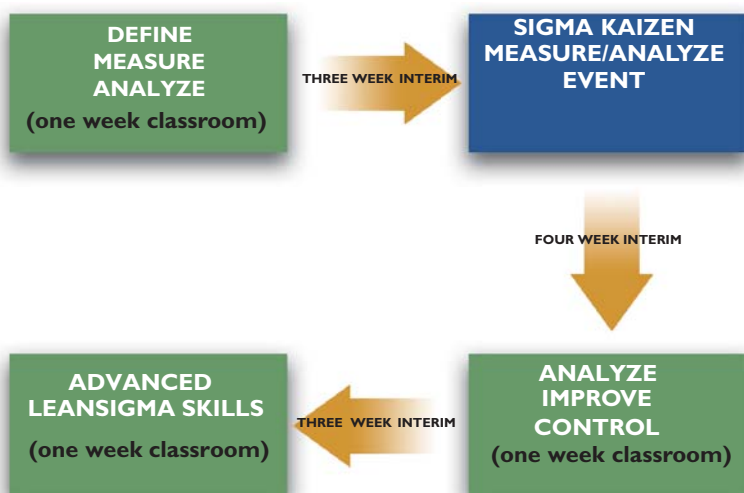 DEFINE
MEASURE
ANALYZE
(one week classroom)
THREE WEEK INTERIM
SIGMA KAIZEN
MEASURE/ANALYZE
EVENT
FOUR WEEK INTERIM
ANALYZE
IMPROVE
CONTROL
(one week classroom)
THREE WEEK INTERIM
ADVANCED
LEANSIGMA SKILLS
(one week classroom)